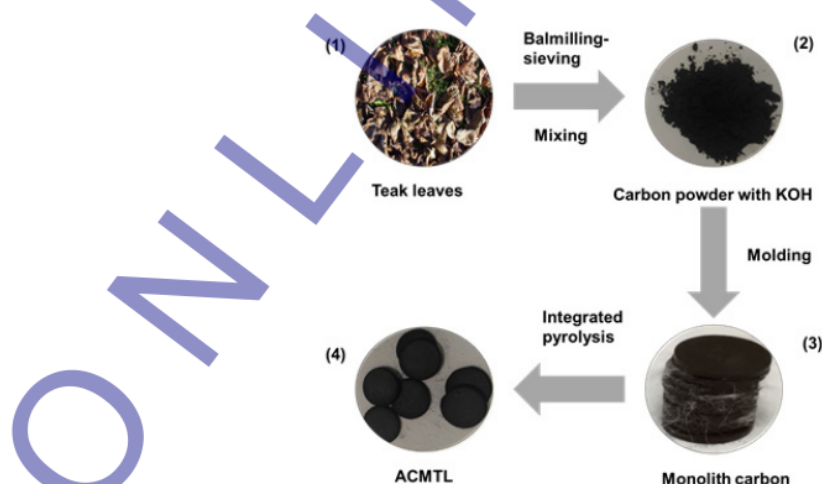 (1)
Balmilling-
sieving
Mixing
(2)
Teak leaves
Carbon powder with KOH
Molding
Integrated
pyrolysis
(4)
(3)
ACMTL
Monolith carbon
ONLI